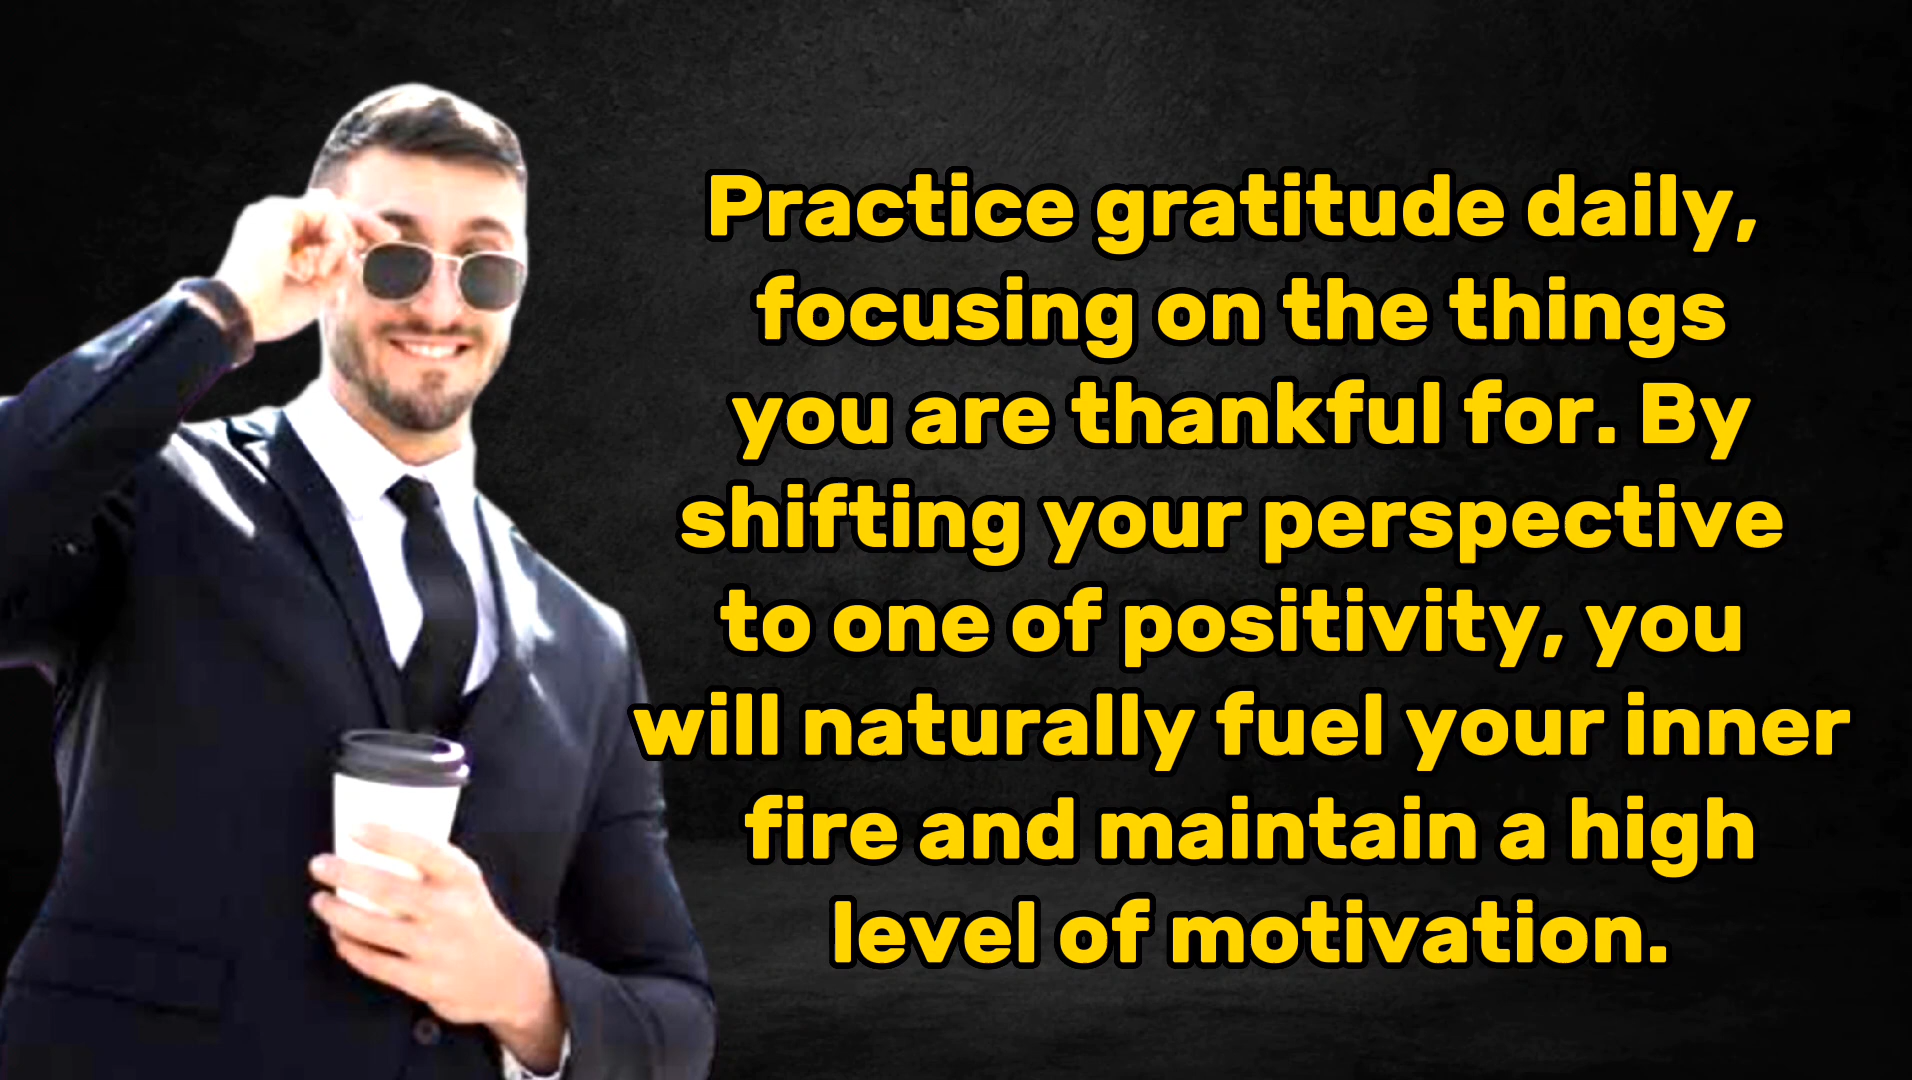 Practice gratitude daily,
focusing on the things
you are thankful for. By
shifting your perspective
to one of positivity, you
will naturally fuel your inner
fire and maintain a high
level of motivation.